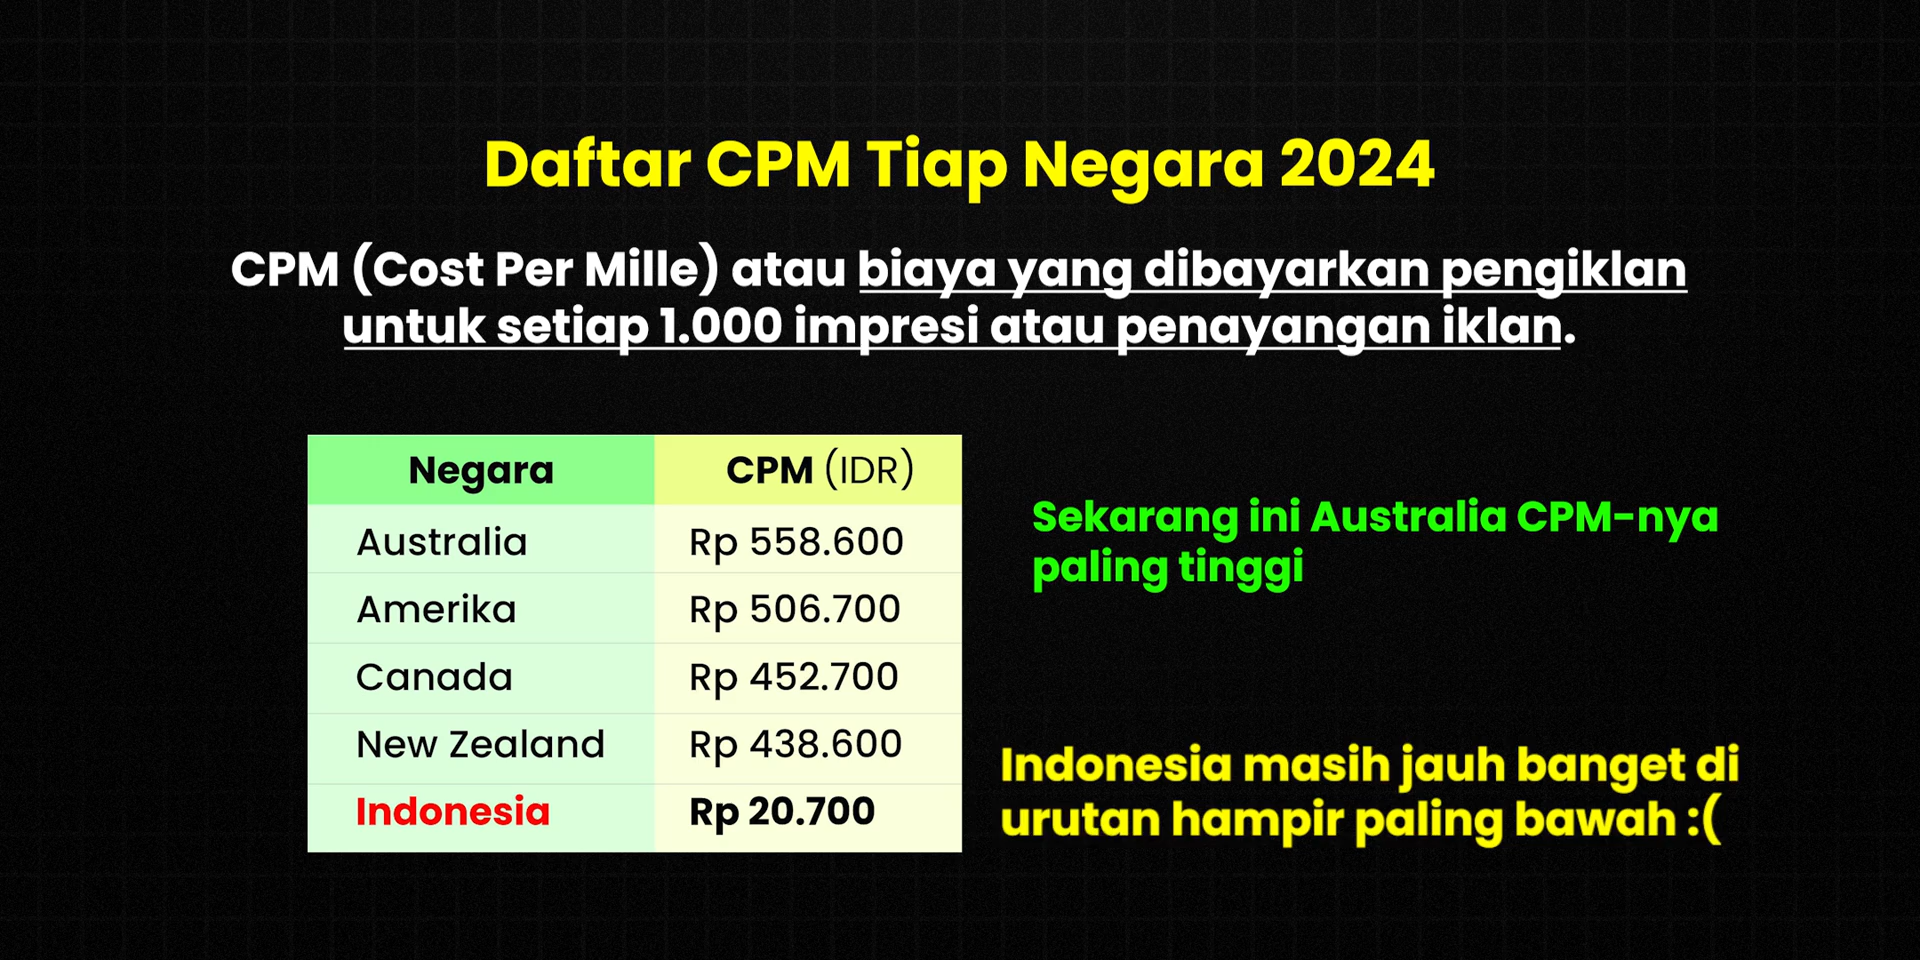 Daftar CPM Tiap Negara 2024
CPM (Cost Per Mille) atau biaya yang dibayarkan pengiklan
untuk setiap 1.000 impresi atau penayangan iklan.
Negara CPM (IDR)
Australia Rp 558.600
Amerika Rp 506.700
Canada Rp 452.700
New Zealand Rp 438.600
Indonesia Rp 20.700
Sekarang ini Australia CPM-nya
paling tinggi
Indonesia masih jauh banget di
urutan hampir paling bawah :(